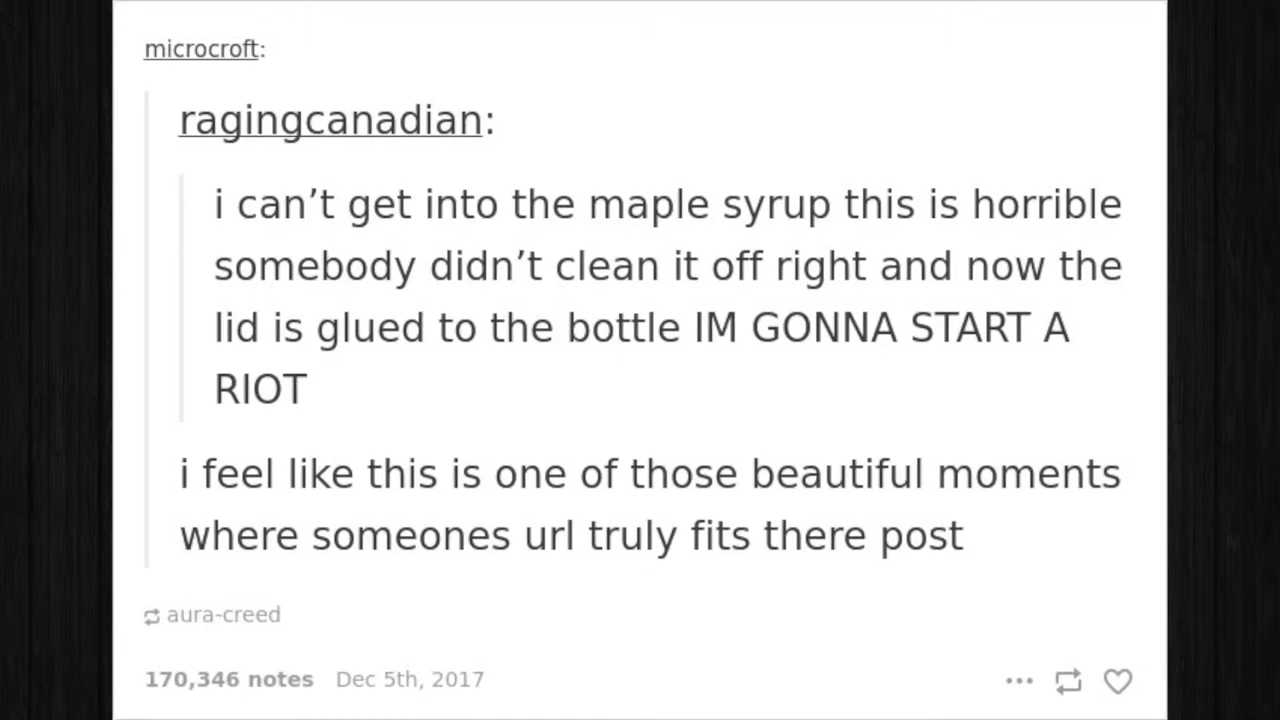 microcroft:
ragingcanadian:
i can’t get into the maple syrup this is horrible
somebody didn’t clean it off right and now the
lid is glued to the bottle IM GONNA START A
RIOT
i feel like this is one of those beautiful moments
where someones url truly fits there post
aura-creed
170,346 notes Dec 5th, 2017